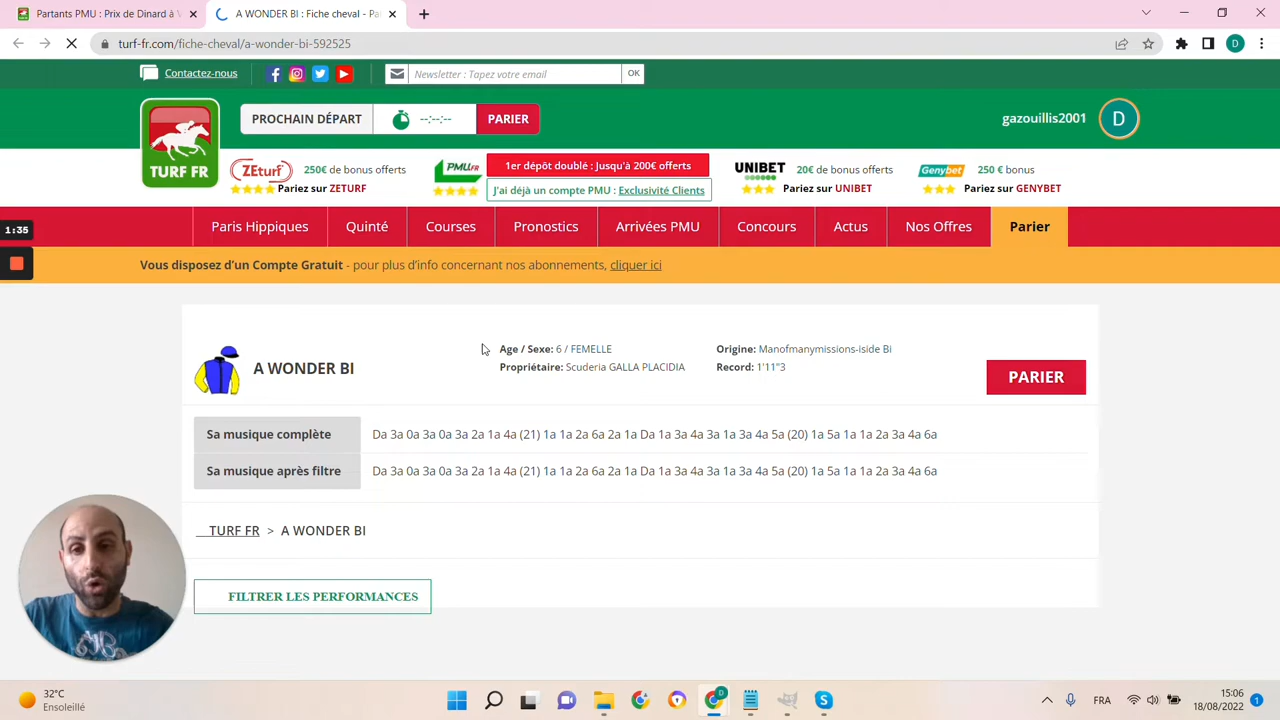 Partants PMU : Prix de Dinard à V
A WONDER BI : Fiche cheval - Pa
turf-fr.com/fiche-cheval/a-wonder-bi-592525
D
Contactez-nous
Newsletter : Tapez votre email
OK
TURF FR
PROCHAIN DÉPART
--:--:--
PARIER
gazouillis2001
D
ZEturf
250€ de bonus offerts
Pariez sur ZETURF
PMU.FR
1er dépôt doublé : Jusqu'à 200€ offerts
J'ai déjà un compte PMU : Exclusivité Clients
UNIBET
20€ de bonus offerts
Pariez sur UNIBET
Genybet
250 € bonus
Pariez sur GENYBET
Paris Hippiques
Quinté
Courses
Pronostics
Arrivées PMU
Concours
Actus
Nos Offres
Parier
1:35
Vous disposez d'un Compte Gratuit - pour plus d'info concernant nos abonnements, cliquer ici
A WONDER BI
Age / Sexe: 6 / FEMELLE
Propriétaire: Scuderia GALLA PLACIDIA
Origine: Manofmanymissions-iside Bi
Record: 1'11"3
PARIER
Sa musique complète
Da 3a 0a 3a 0a 3a 2a 1a 4a (21) 1a 1a 2a 6a 2a 1a Da 1a 3a 4a 3a 1a 3a 4a 5a (20) 1a 5a 1a 1a 2a 3a 4a 6a
Sa musique après filtre
Da 3a 0a 3a 0a 3a 2a 1a 4a (21) 1a 1a 2a 6a 2a 1a Da 1a 3a 4a 3a 1a 3a 4a 5a (20) 1a 5a 1a 1a 2a 3a 4a 6a
TURF FR > A WONDER BI
FILTRER LES PERFORMANCES
32°C
Ensoleillé
D
FRA
15:06
18/08/2022
1